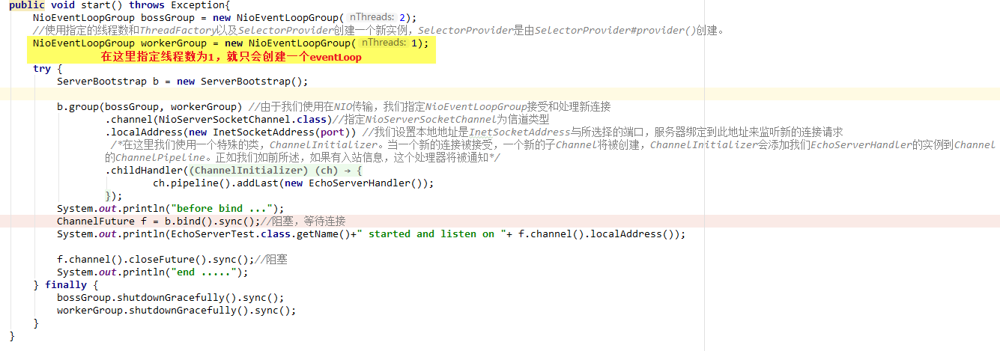 public void start() throws Exception{
NioEventLoopGroup bossGroup = new NioEventLoopGroup( nThreads: 2);
//使用指定的线程数和ThreadFactory以及SelectorProvider创建一个新实例，SelectorProvider是由SelectorProvider#provider()创建。
NioEventLoopGroup workerGroup = new NioEventLoopGroup( nThreads: 1);
在这里指定线程数为1，就只会创建一个eventLoop
try {
ServerBootstrap b = new ServerBootstrap();
b.group(bossGroup, workerGroup) //由于我们使用在NIO传输，我们指定NioEventLoopGroup接受和处理新连接
.channel(NioServerSocketChannel.class)//指定NioServerSocketChannel为信道类型
.localAddress(new InetSocketAddress(port)) //我们设置本地地址是InetSocketAddress与所选择的端口，服务器绑定到此地址来监听新的连接请求
/*在这里我们使用一个特殊的类，ChannelInitializer。当一个新的连接被接受，一个新的子Channel将被创建，ChannelInitializer会添加我们EchoServerHandler的实例到Channel
的ChannelPipeline。正如我们如前所述，如果有入站信息，这个处理器将被通知*/
.childHandler((ChannelInitializer) (ch) → {
ch.pipeline().addLast(new EchoServerHandler());
});
System.out.println("before bind ...");
ChannelFuture f = b.bind().sync();//阻塞，等待连接
System.out.println(EchoServerTest.class.getName()+" started and listen on "+ f.channel().localAddress());
f.channel().closeFuture().sync();//阻塞
System.out.println("end .....");
} finally {
bossGroup.shutdownGracefully().sync();
workerGroup.shutdownGracefully().sync();
}
}